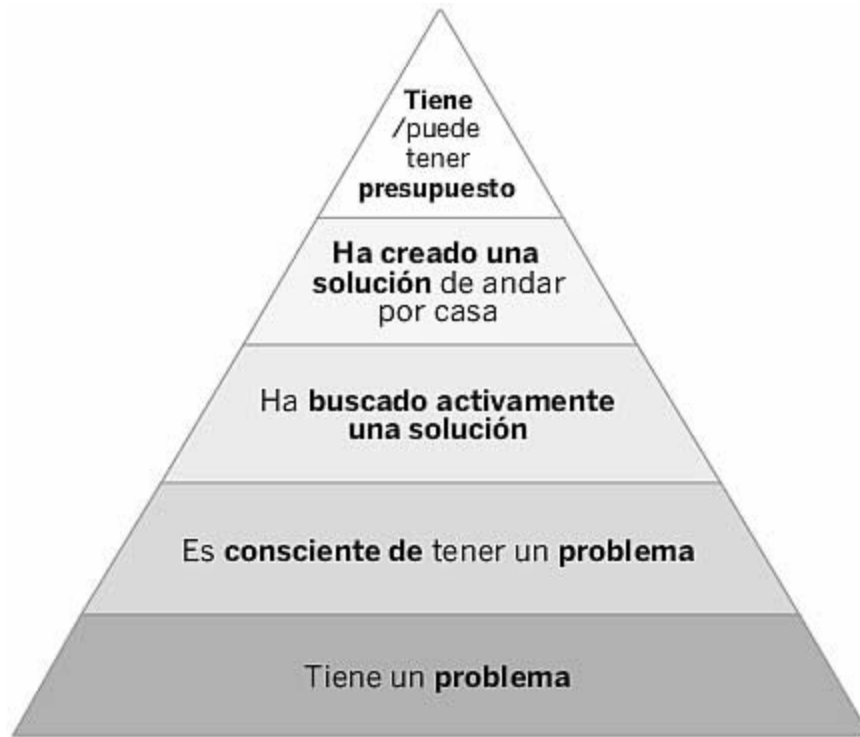 Tiene
/puede
tener
presupuesto
Ha creado una
solución de andar
por casa
Ha buscado activamente
una solución
Es consciente de tener un problema
Tiene un problema